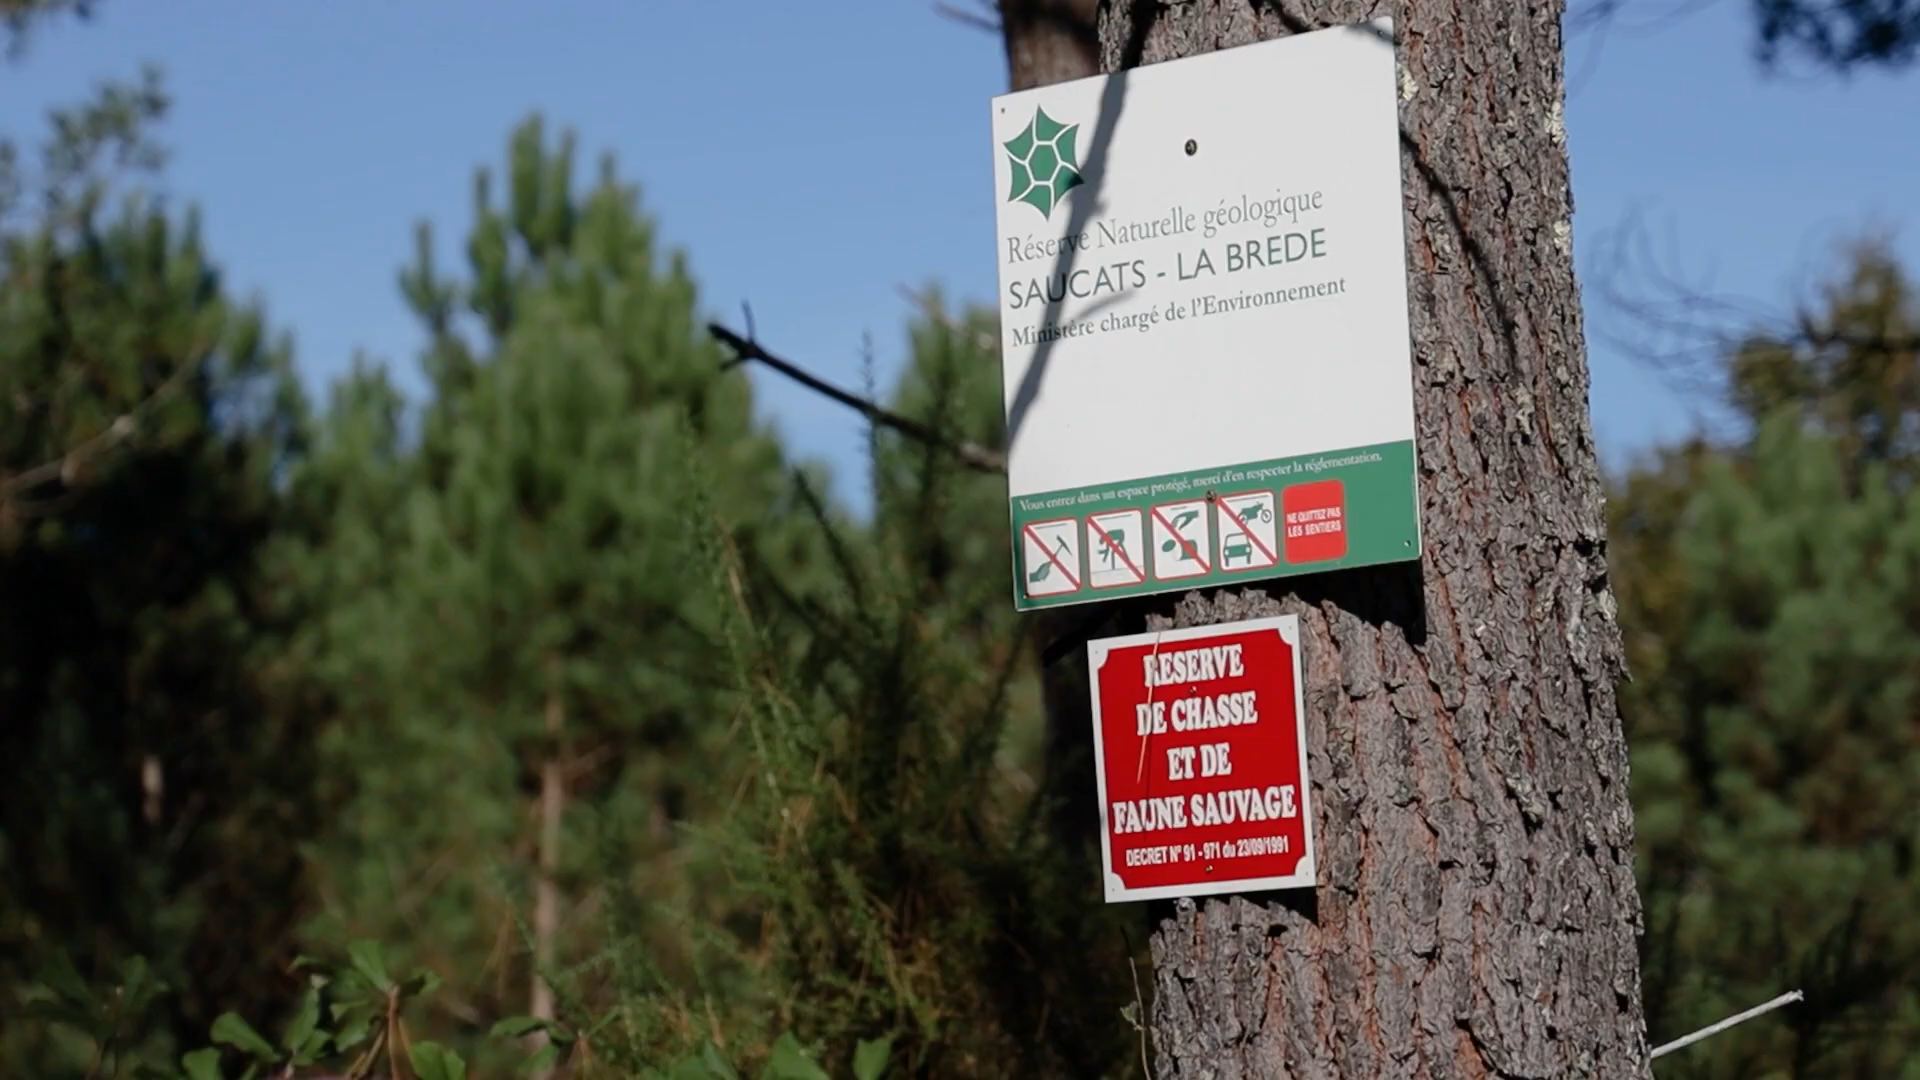 Réserve Naturelle géologique
SAUCATS - LA BREDE
Ministère chargé de l'Environnement
Vous entrez dans un espace protégé, merci d'en respecter la réglementation.
NE QUITTEZ PAS
LES SENTIERS
RESERVE
DE CHASSE
ET DE
FAUNE SAUVAGE
DECRET N° 91 - 971 du 23/09/1991